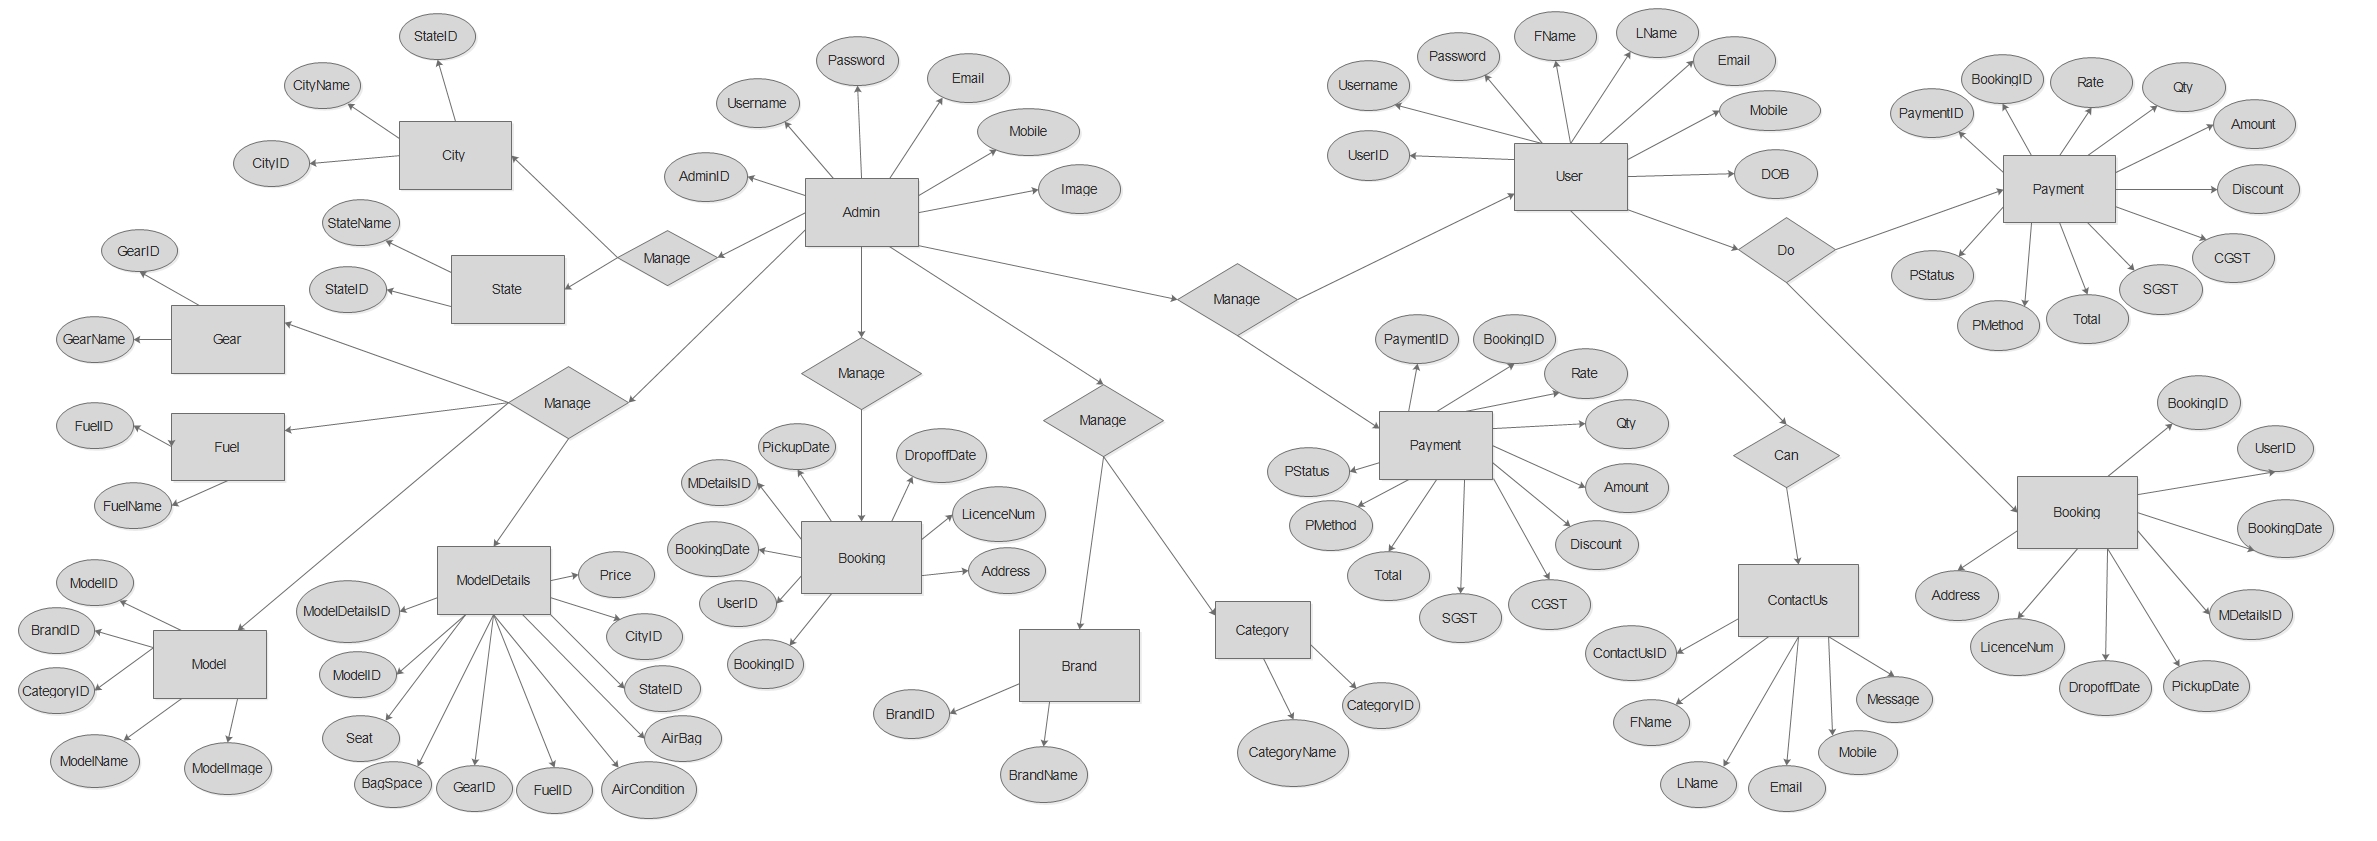 StateID
CityName
CityID
City
StateName
StateID
State
GearID
GearName
Gear
FuelID
Fuel
FuelName
Manage
Manage
AdminID
Username
Password
Email
Mobile
Image
Admin
ModelID
BrandID
CategoryID
ModelName
ModelImage
Model
ModelDetails
Price
ModelDetailsID
CityID
ModelID
StateID
Seat
AirBag
BagSpace
GearID
FuelID
AirCondition
Manage
PickupDate
DropoffDate
MDetailsID
LicenceNum
BookingDate
Booking
Address
UserID
BookingID
Manage
Brand
BrandID
BrandName
Category
CategoryID
CategoryName
Manage
UserID
Username
Password
FName
LName
Email
Mobile
DOB
User
PaymentID
BookingID
Rate
Qty
Payment
PStatus
Amount
PMethod
Discount
Total
CGST
SGST
Do
PaymentID
BookingID
Rate
Qty
Amount
Payment
Discount
CGST
PStatus
SGST
PMethod
Total
Can
ContactUs
ContactUsID
FName
LName
Email
Mobile
Message
BookingID
UserID
Booking
BookingDate
Address
MDetailsID
LicenceNum
DropoffDate
PickupDate